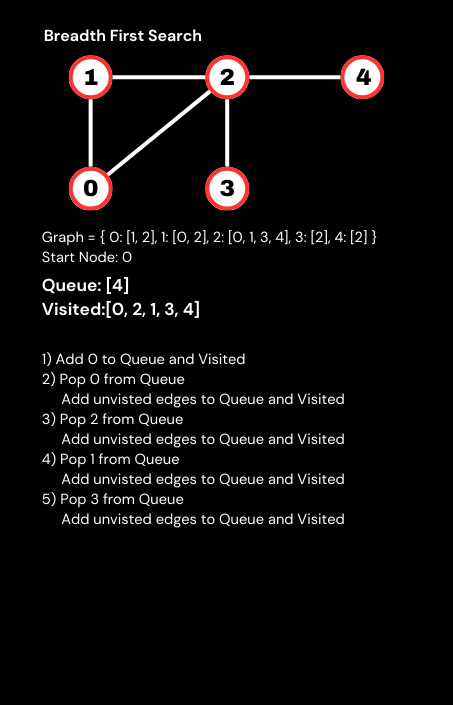 Breadth First Search
1 2 4
0 3
Graph = { 0: [1, 2], 1: [0, 2], 2: [0, 1, 3, 4], 3: [2], 4: [2] }
Start Node: 0
Queue: [4]
Visited:[0, 2, 1, 3, 4]
1) Add 0 to Queue and Visited
2) Pop 0 from Queue
Add unvisted edges to Queue and Visited
3) Pop 2 from Queue
Add unvisted edges to Queue and Visited
4) Pop 1 from Queue
Add unvisted edges to Queue and Visited
5) Pop 3 from Queue
Add unvisted edges to Queue and Visited